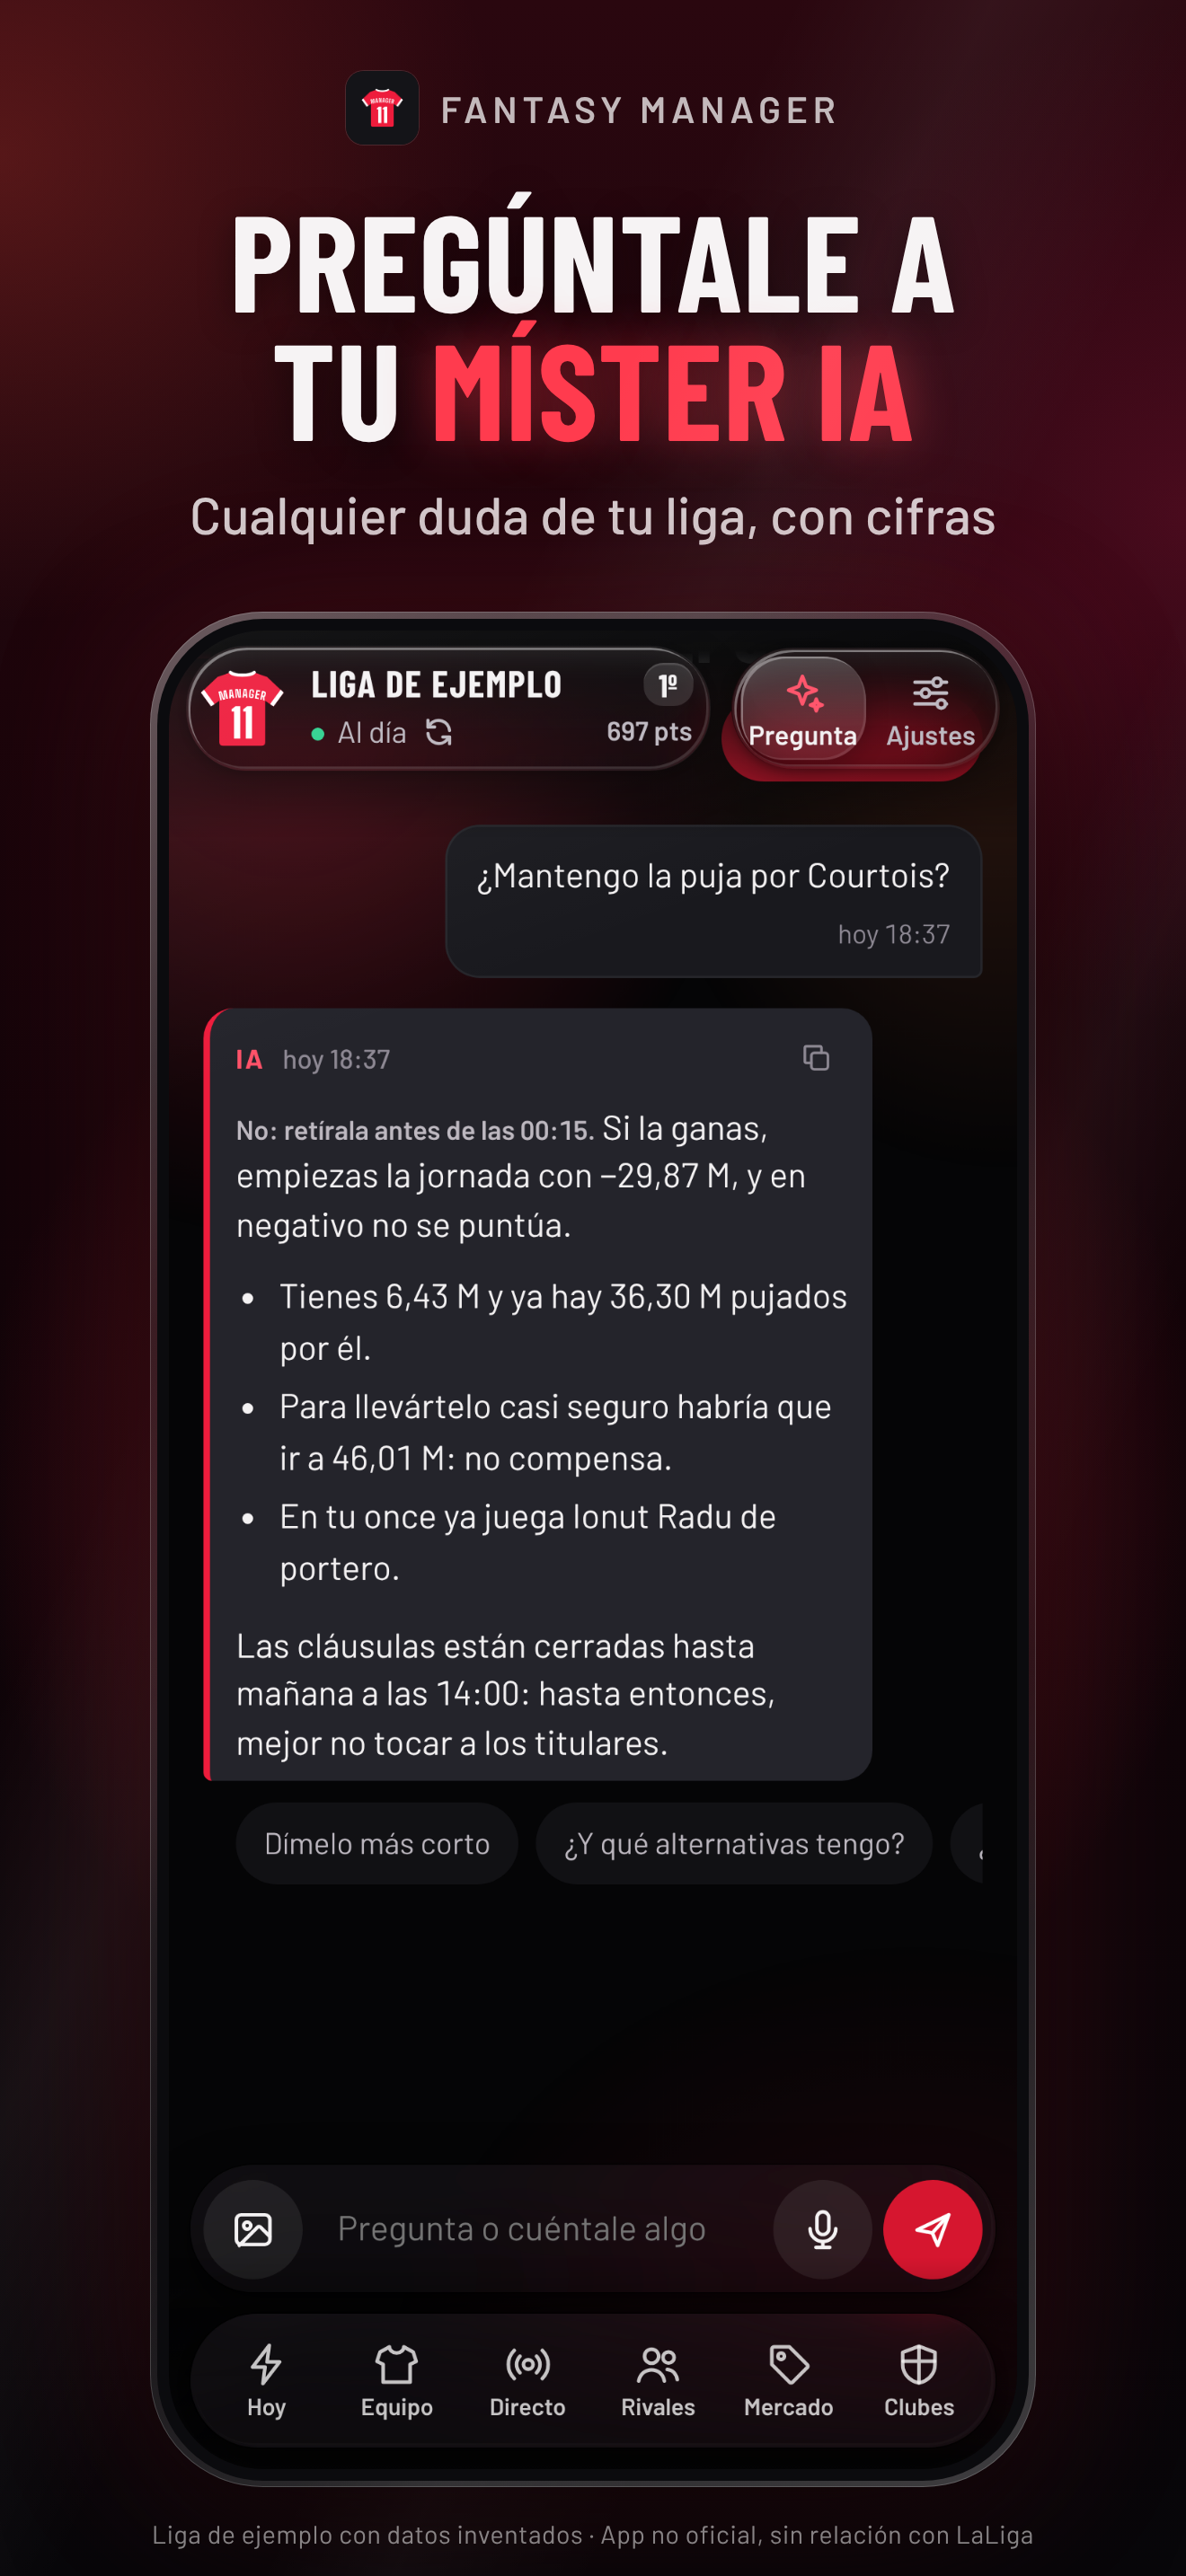 MANAGER
11
FANTASY MANAGER
PREGÚNTALE A
TU MÍSTER IA
Cualquier duda de tu liga, con cifras
MANAGER
11
LIGA DE EJEMPLO
1º
Al día
697 pts
Pregunta
Ajustes
¿Mantengo la puja por Courtois?
hoy 18:37
IA hoy 18:37
No: retírala antes de las 00:15. Si la ganas,
empiezas la jornada con −29,87 M, y en
negativo no se puntúa.
• Tienes 6,43 M y ya hay 36,30 M pujados
por él.
• Para llevártelo casi seguro habría que
ir a 46,01 M: no compensa.
• En tu once ya juega Ionut Radu de
portero.
Las cláusulas están cerradas hasta
mañana a las 14:00: hasta entonces,
mejor no tocar a los titulares.
Dímelo más corto
¿Y qué alternativas tengo?
Pregunta o cuéntale algo
Hoy
Equipo
Directo
Rivales
Mercado
Clubes
Liga de ejemplo con datos inventados · App no oficial, sin relación con LaLiga